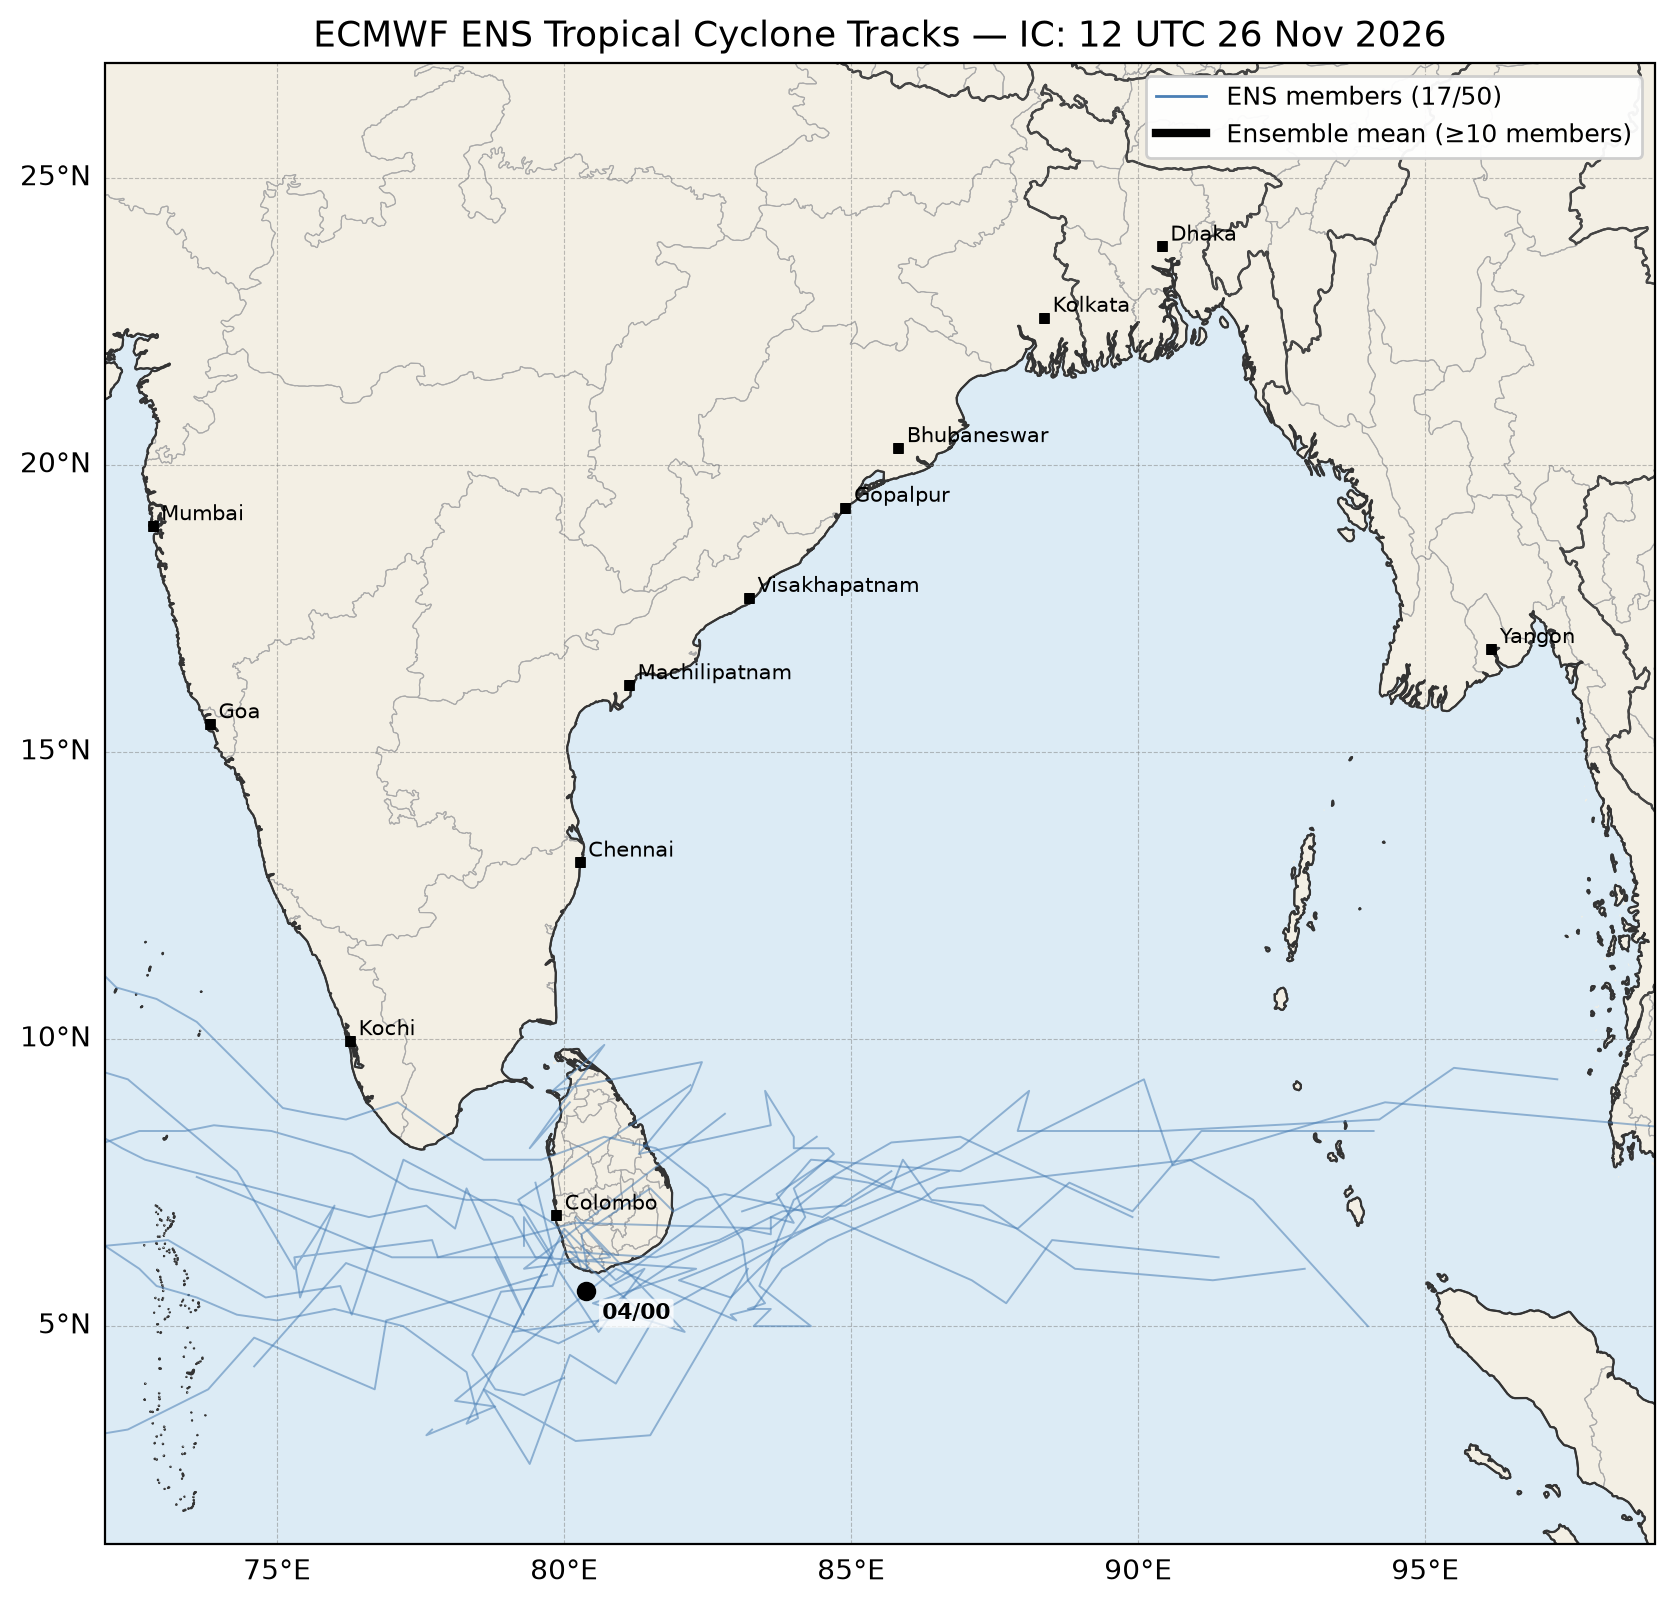 ECMWF ENS Tropical Cyclone Tracks — IC: 12 UTC 26 Nov 2026
ENS members (17/50)
Ensemble mean (≥10 members)
25°N
20°N
15°N
10°N
5°N
Dhaka
Kolkata
Bhubaneswar
Gopalpur
Mumbai
Visakhapatnam
Yangon
Machilipatnam
Goa
Chennai
Kochi
Colombo
04/00
75°E
80°E
85°E
90°E
95°E